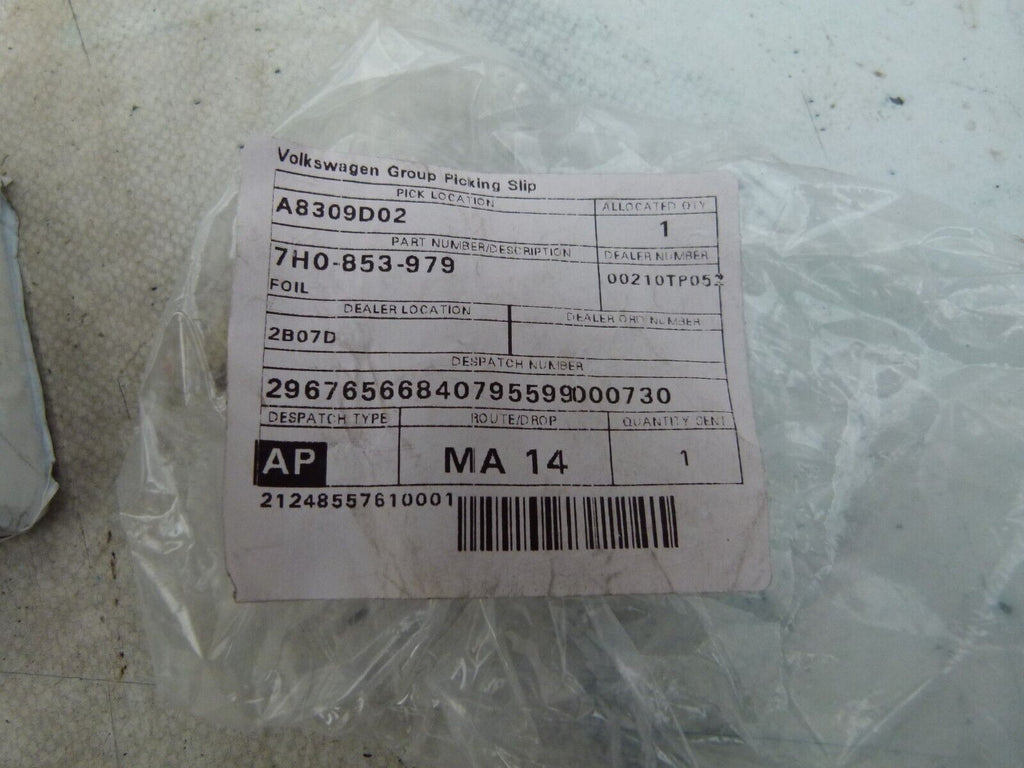 Volkswagen Group Picking Slip
PICK LOCATION
ALLOCATED QTY
A8309D02
1
PART NUMBER/DESCRIPTION
DEALER NUMBER
7H0-853-979
00210TP052
FOIL
DEALER LOCATION
DEALER ORD NUMBER
2B07D
DESPATCH NUMBER
29676566840795599000730
DESPATCH TYPE
ROUTE/DROP
QUANTITY SENT
AP
MA 14
1
21248557610001